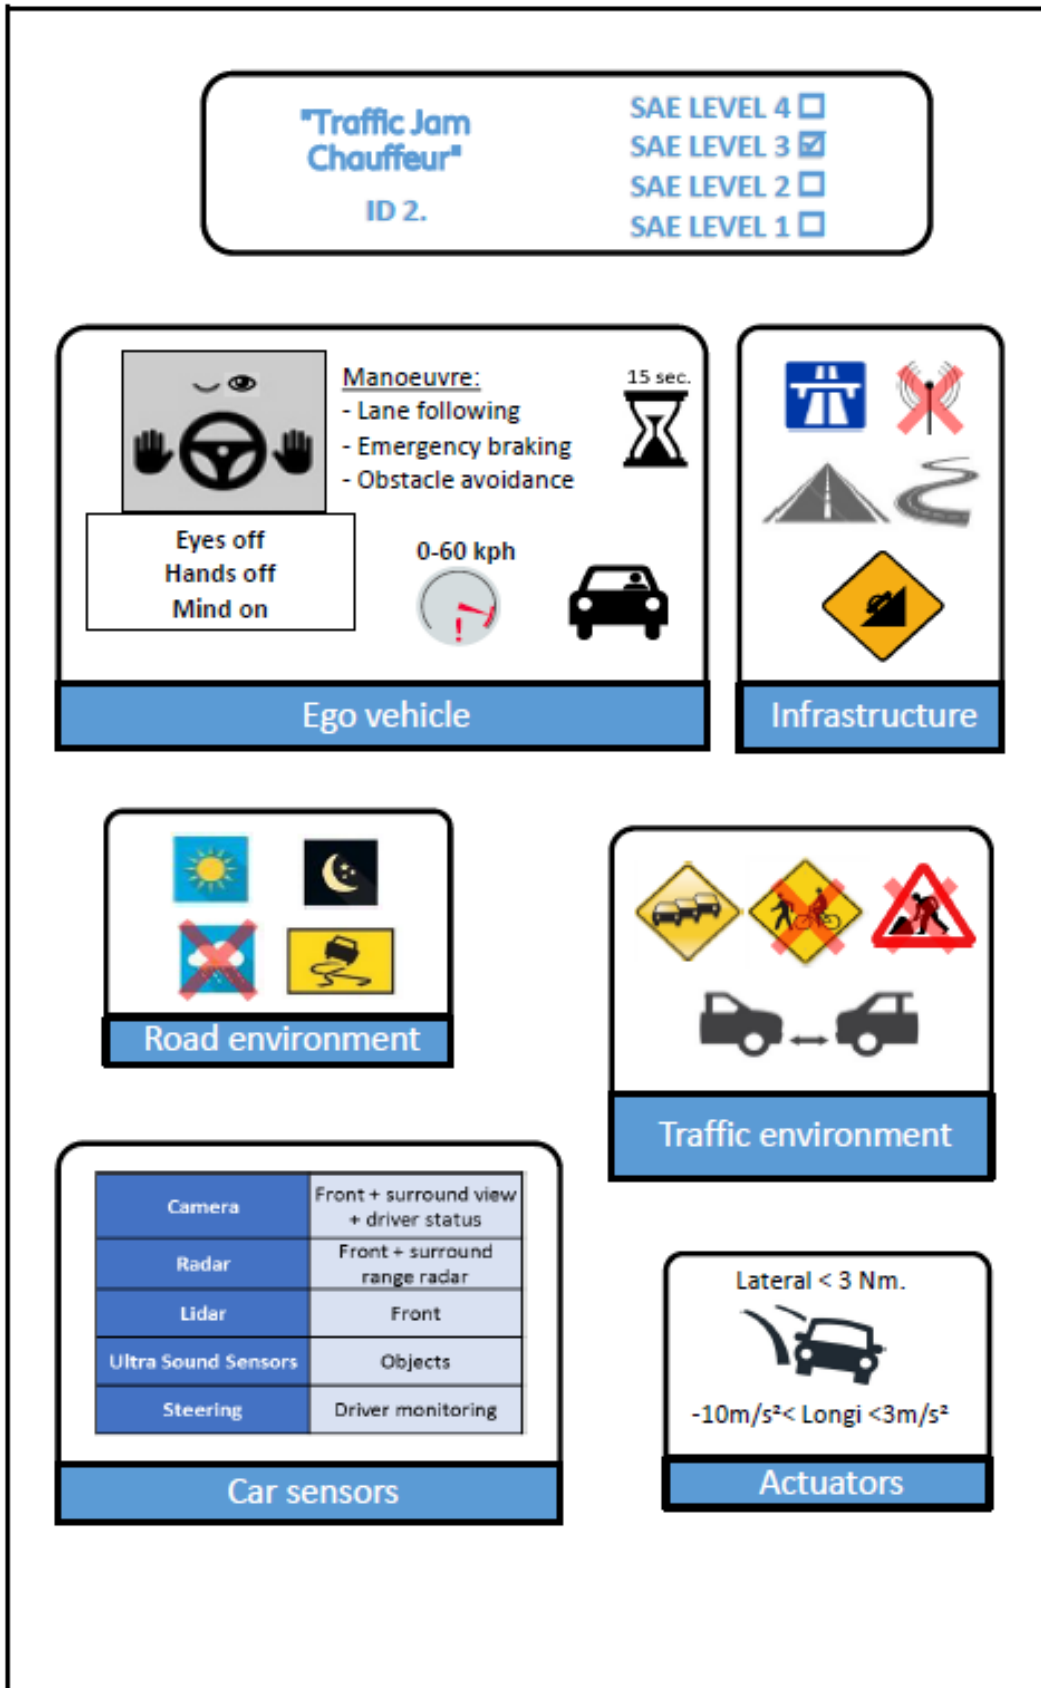 "Traffic Jam
Chauffeur"
ID 2.
SAE LEVEL 4 ☐
SAE LEVEL 3 ☑
SAE LEVEL 2 ☐
SAE LEVEL 1 ☐
Manoeuvre:
- Lane following
- Emergency braking
- Obstacle avoidance
15 sec.
Eyes off
Hands off
Mind on
0-60 kph
!
Ego vehicle
Infrastructure
Road environment
Traffic environment
Camera
Front + surround view
+ driver status
Radar
Front + surround
range radar
Lidar
Front
Ultra Sound Sensors
Objects
Steering
Driver monitoring
Car sensors
Lateral < 3 Nm.
-10m/s²< Longi <3m/s²
Actuators